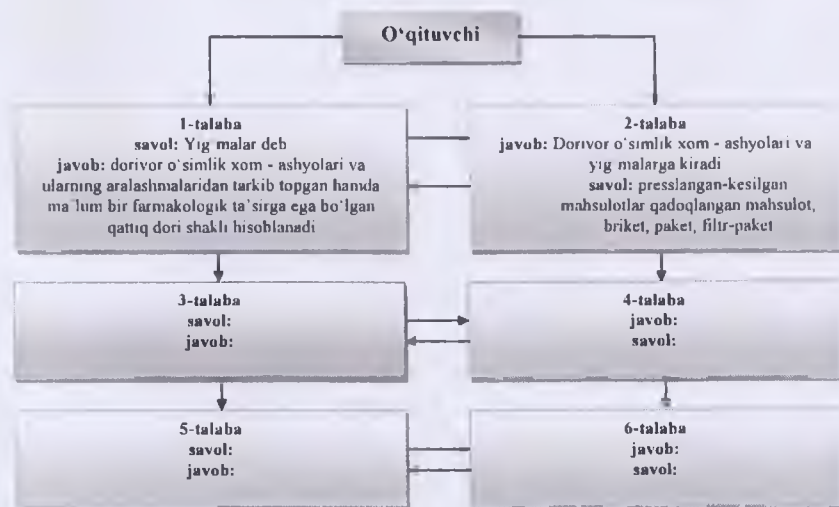 O‘qituvchi
1-talaba
savol: Yig malar deb
javob: dorivor o‘simlik xom - ashyolari va
ularning aralashmalaridan tarkib topgan hamda
ma‘lum bir farmakologik ta‘sirga ega bo‘lgan
qattiq dori shakli hisoblanadi
2-talaba
javob: Dorivor o‘simlik xom - ashyolari va
yig malarga kiradi
savol: presslangan-kesilgan
mahsulotlar qadoqlangan mahsulot,
briket, paket, filtr-paket
3-talaba
savol:
javob:
4-talaba
javob:
savol:
5-talaba
savol:
javob:
6-talaba
javob:
savol: